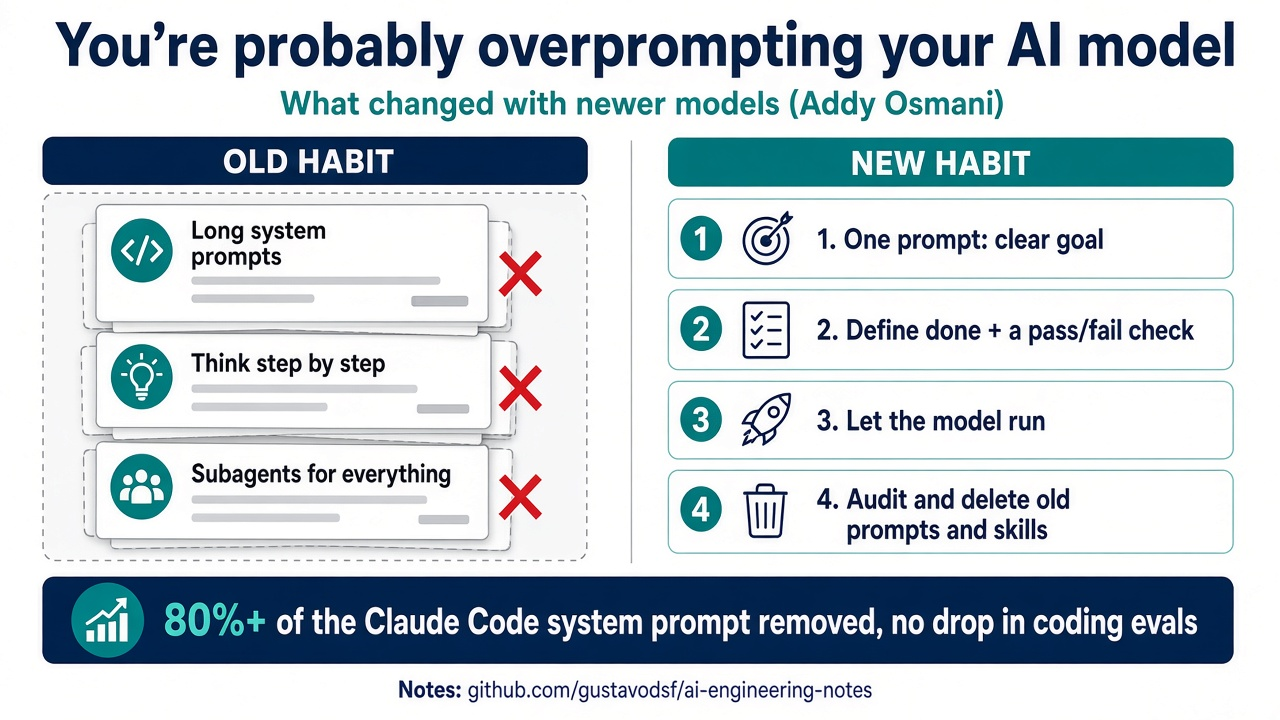 You're probably overprompting your AI model
What changed with newer models (Addy Osmani)
OLD HABIT
</>
Long system
prompts
Think step by step
Subagents for everything
NEW HABIT
1
1. One prompt: clear goal
2
2. Define done + a pass/fail check
3
3. Let the model run
4
4. Audit and delete old
prompts and skills
80%+ of the Claude Code system prompt removed, no drop in coding evals
Notes: github.com/gustavodsf/ai-engineering-notes